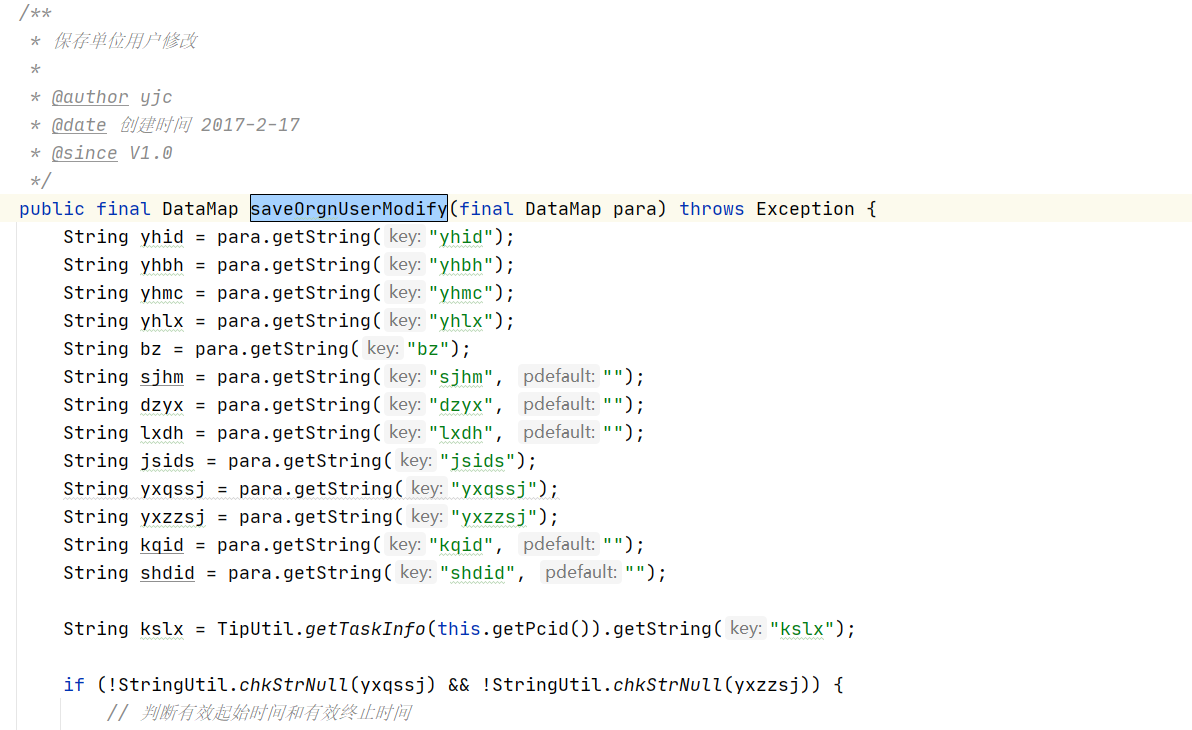 /**
 * 保存单位用户修改
 *
 * @author yjc
 * @date 创建时间 2017-2-17
 * @since V1.0
 */
public final DataMap saveOrgnUserModify(final DataMap para) throws Exception {
    String yhid = para.getString( key: "yhid");
    String yhbh = para.getString( key: "yhbh");
    String yhmc = para.getString( key: "yhmc");
    String yhlx = para.getString( key: "yhlx");
    String bz = para.getString( key: "bz");
    String sjhm = para.getString( key: "sjhm", pdefault: "");
    String dzyx = para.getString( key: "dzyx", pdefault: "");
    String lxdh = para.getString( key: "lxdh", pdefault: "");
    String jsids = para.getString( key: "jsids");
    String yxqssj = para.getString( key: "yxqssj");
    String yxzzsj = para.getString( key: "yxzzsj");
    String kqid = para.getString( key: "kqid", pdefault: "");
    String shdid = para.getString( key: "shdid", pdefault: "");
    String kslx = TipUtil.getTaskInfo(this.getPcid()).getString( key: "kslx");
    if (!StringUtil.chkStrNull(yxqssj) && !StringUtil.chkStrNull(yxzzsj)) {
        // 判断有效起始时间和有效终止时间